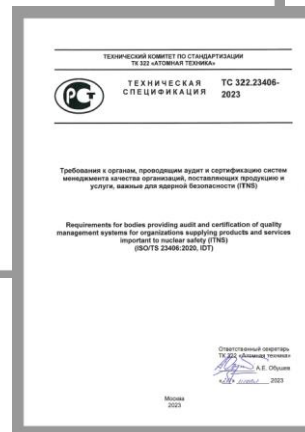 ТЕХНИЧЕСКИЙ КОМИТЕТ ПО СТАНДАРТИЗАЦИИ
ТК 322 «АТОМНАЯ ТЕХНИКА»
ТЕХНИЧЕСКАЯ
СПЕЦИФИКАЦИЯ
ТС 322.23406-
2023
Требования к органам, проводящим аудит и сертификацию систем
менеджмента качества организаций, поставляющих продукцию и
услуги, важные для ядерной безопасности (ITNS)
Requirements for bodies providing audit and certification of quality
management systems for organizations supplying products and services
important to nuclear safety (ITNS)
(ISO/TS 23406:2020, IDT)
Ответственный секретарь
ТК 322 «Атомная техника»
А.Е. Обушев
2023
Москва
2023